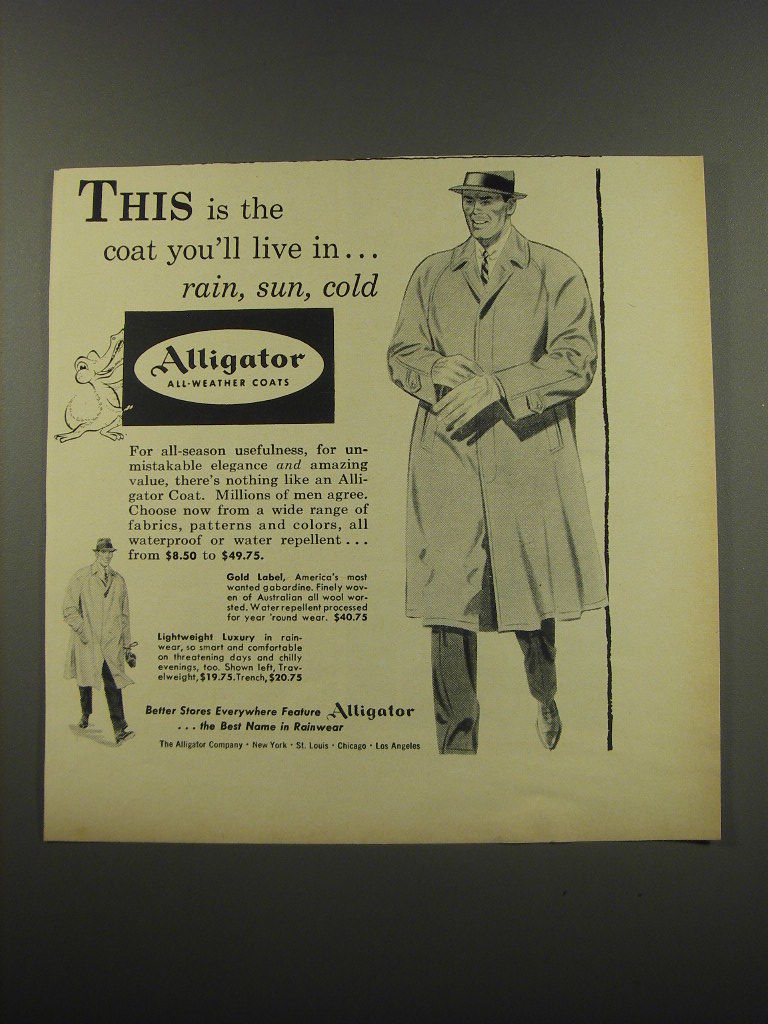 THIS is the
coat you'll live in...
rain, sun, cold
Alligator
ALL-WEATHER COATS
For all-season usefulness, for un-
mistakable elegance and amazing
value, there's nothing like an Alli-
gator Coat. Millions of men agree.
Choose now from a wide range of
fabrics, patterns and colors, all
waterproof or water repellent...
from $8.50 to $49.75.
Gold Label, America's most
wanted gabardine. Finely wov-
en of Australian all wool wor-
sted. Water repellent processed
for year 'round wear. $40.75
Lightweight Luxury in rain-
wear, so smart and comfortable
on threatening days and chilly
evenings, too. Shown left, Trav-
elweight, $19.75. Trench, $20.75
Better Stores Everywhere Feature Alligator
...the Best Name in Rainwear
The Alligator Company • New York • St. Louis • Chicago • Los Angeles